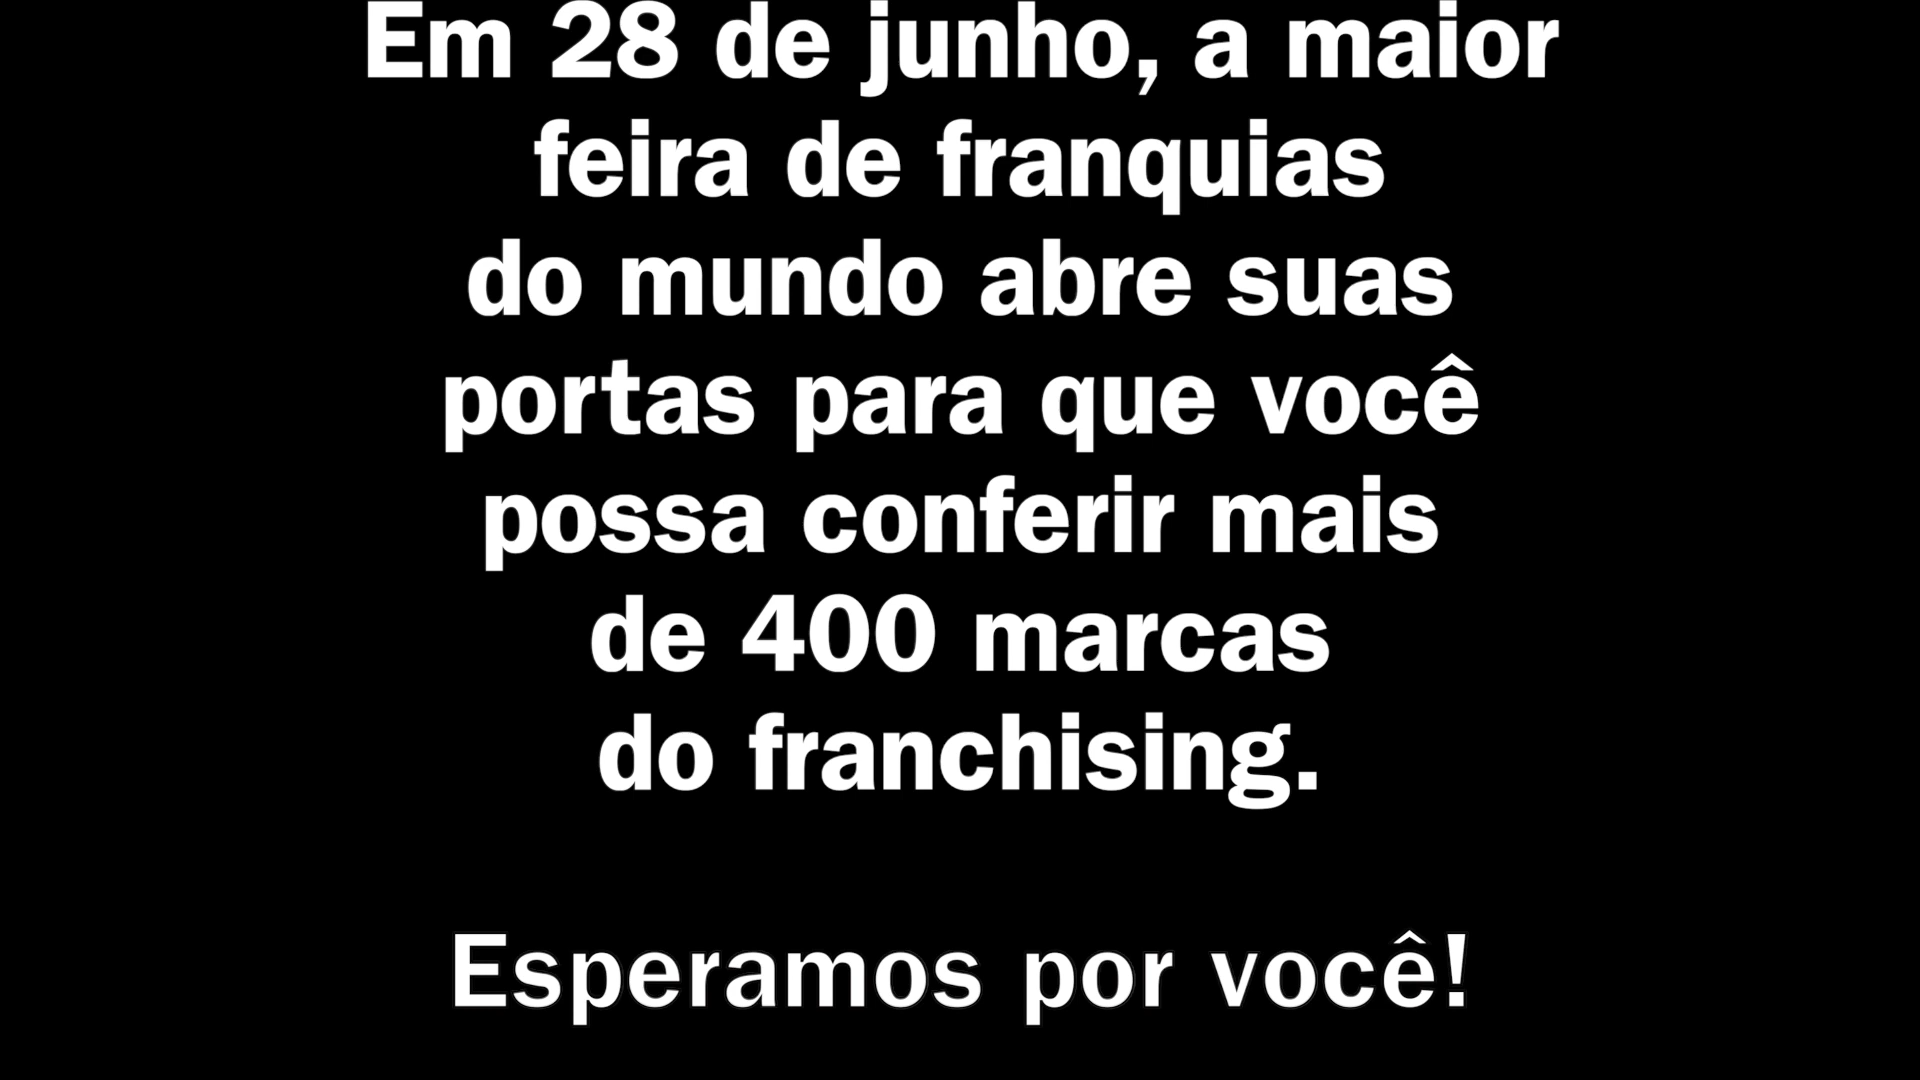 Em 28 de junho, a maior
feira de franquias
do mundo abre suas
portas para que você
possa conferir mais
de 400 marcas
do franchising.
Esperamos por você!